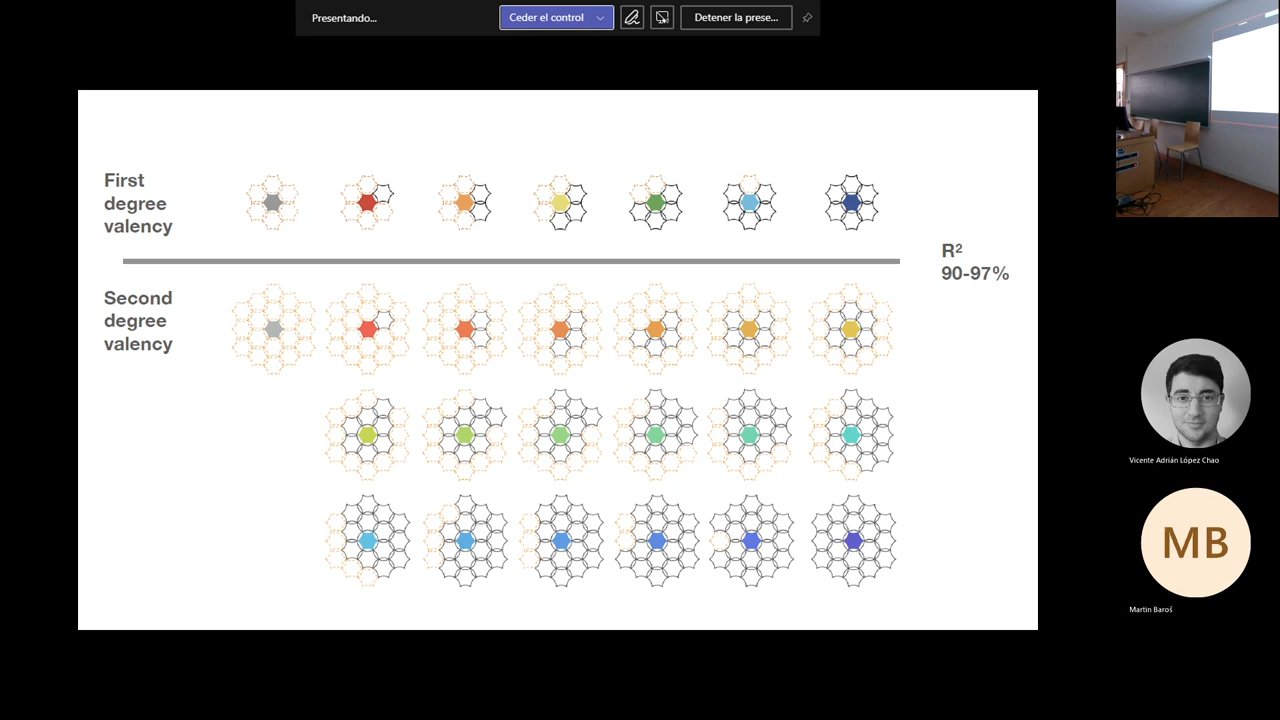 Presentando...
Ceder el control
Detener la prese...
First
degree
valency
R²
90-97%
Second
degree
valency
Vicente Adrián López Chao
MB
Martin Baroš